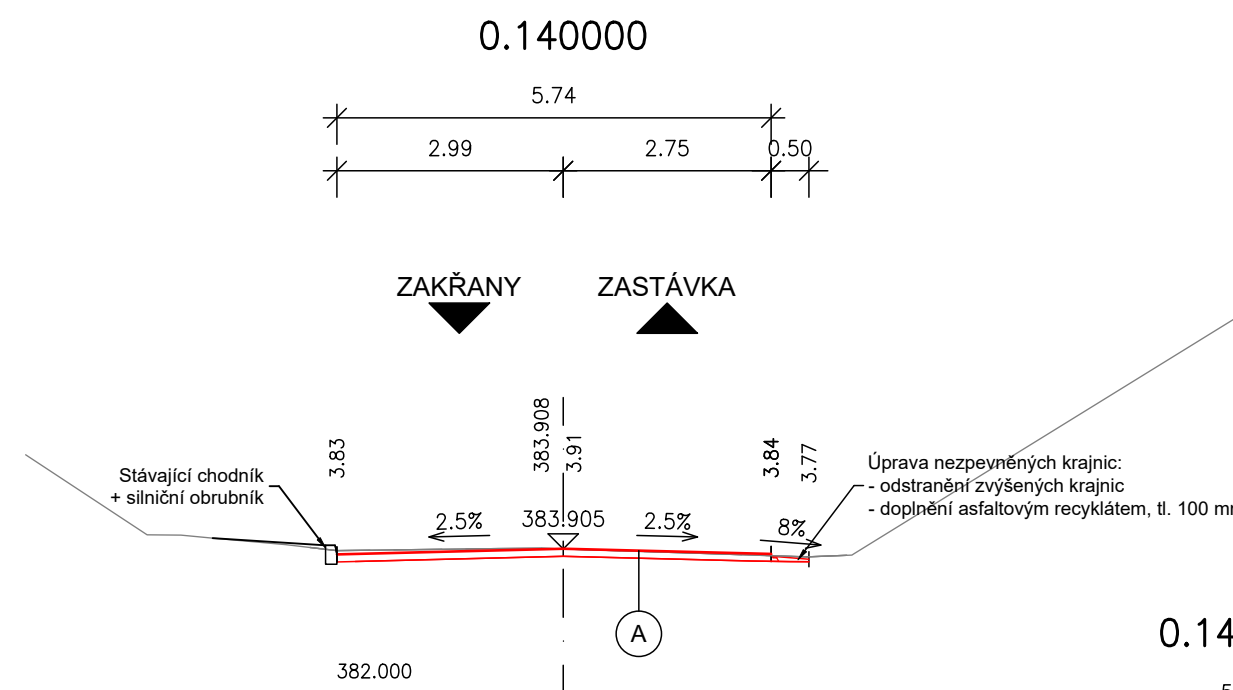 0.140000
5.74
2.99
2.75
0.50
ZAKŘANY
ZASTÁVKA
3.83
383.908
3.91
3.84
3.77
Stávající chodník
+ silniční obrubník
Úprava nezpevněných krajnic:
- odstranění zvýšených krajnic
- doplnění asfaltovým recyklátem, tl. 100 mm
2.5%
383.905
2.5%
8%
A
0.14
382.000
5